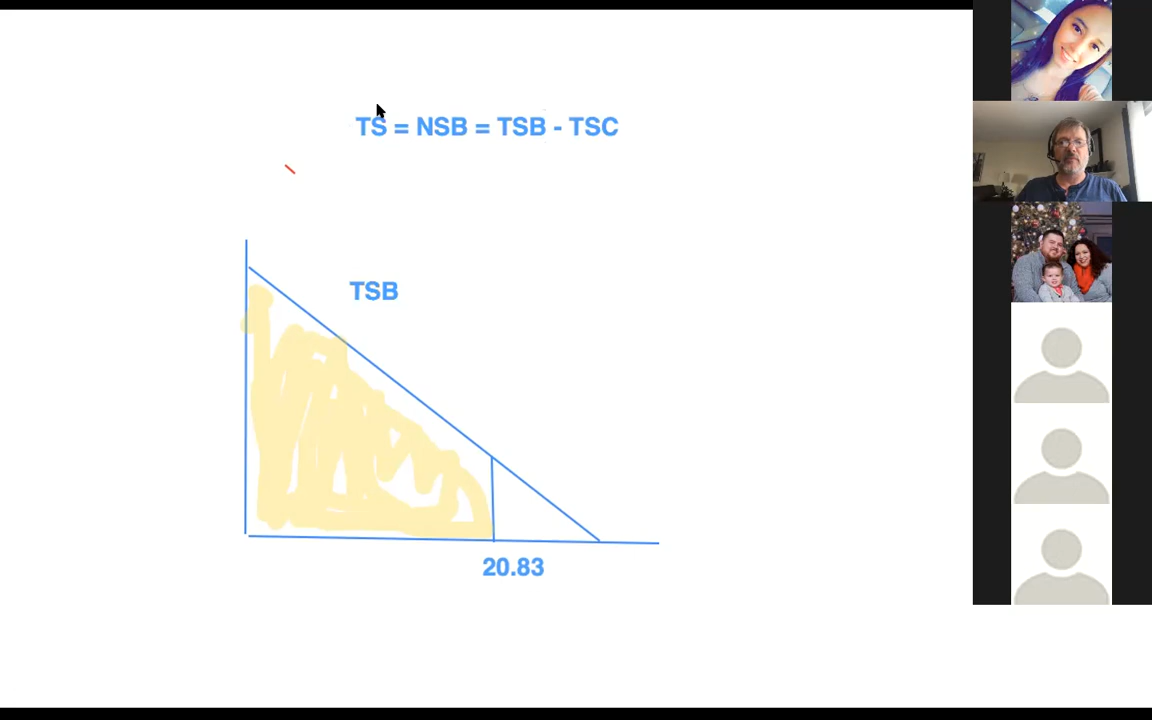 TS = NSB = TSB - TSC
TSB
20.83